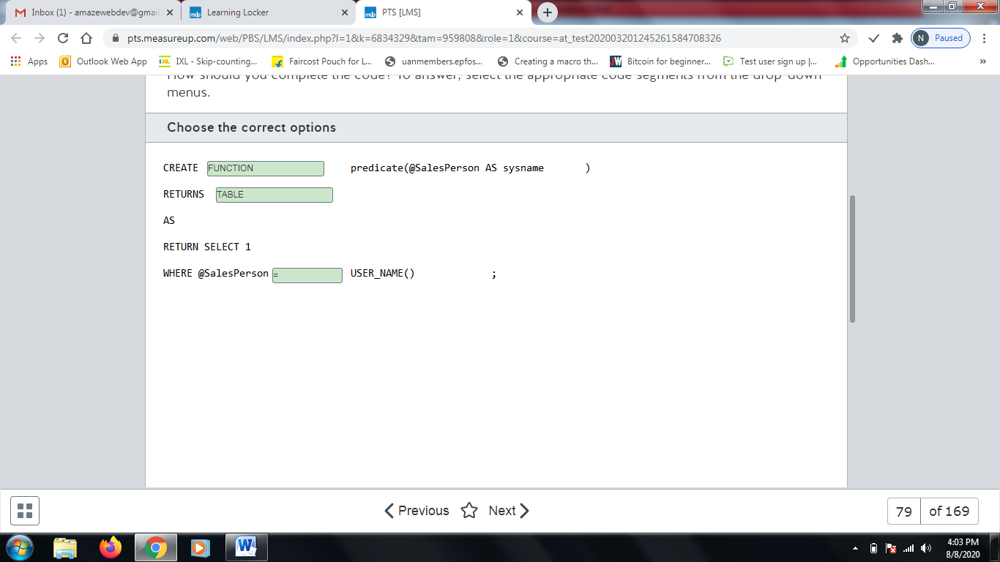 Inbox (1) - amazewebdev@gmail
Learning Locker
PTS [LMS]
pts.measureup.com/web/PBS/LMS/index.php?l=1&k=6834329&tam=959808&role=1&course=at_test202003201245261584708326
N Paused
Apps
Outlook Web App
IXL - Skip-counting...
Faircost Pouch for L...
uanmembers.epfos...
Creating a macro th...
Bitcoin for beginner...
Test user sign up |...
Opportunities Dash...
»
How should you complete the code? To answer, select the appropriate code segments from the drop-down
menus.
Choose the correct options
CREATE FUNCTION predicate(@SalesPerson AS sysname )
RETURNS TABLE
AS
RETURN SELECT 1
WHERE @SalesPerson = USER_NAME() ;
Previous
Next
79 of 169
4:03 PM
8/8/2020